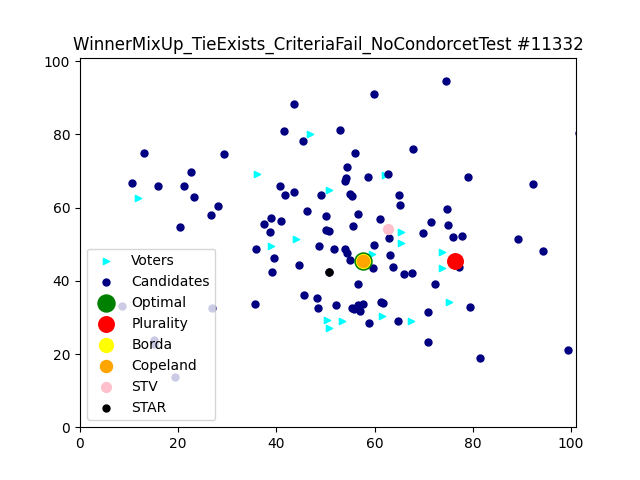 WinnerMixUp_TieExists_CriteriaFail_NoCondorcetTest #11332
100
80
60
40
20
0
0 20 40 60 80 100
Voters
Candidates
Optimal
Plurality
Borda
Copeland
STV
STAR